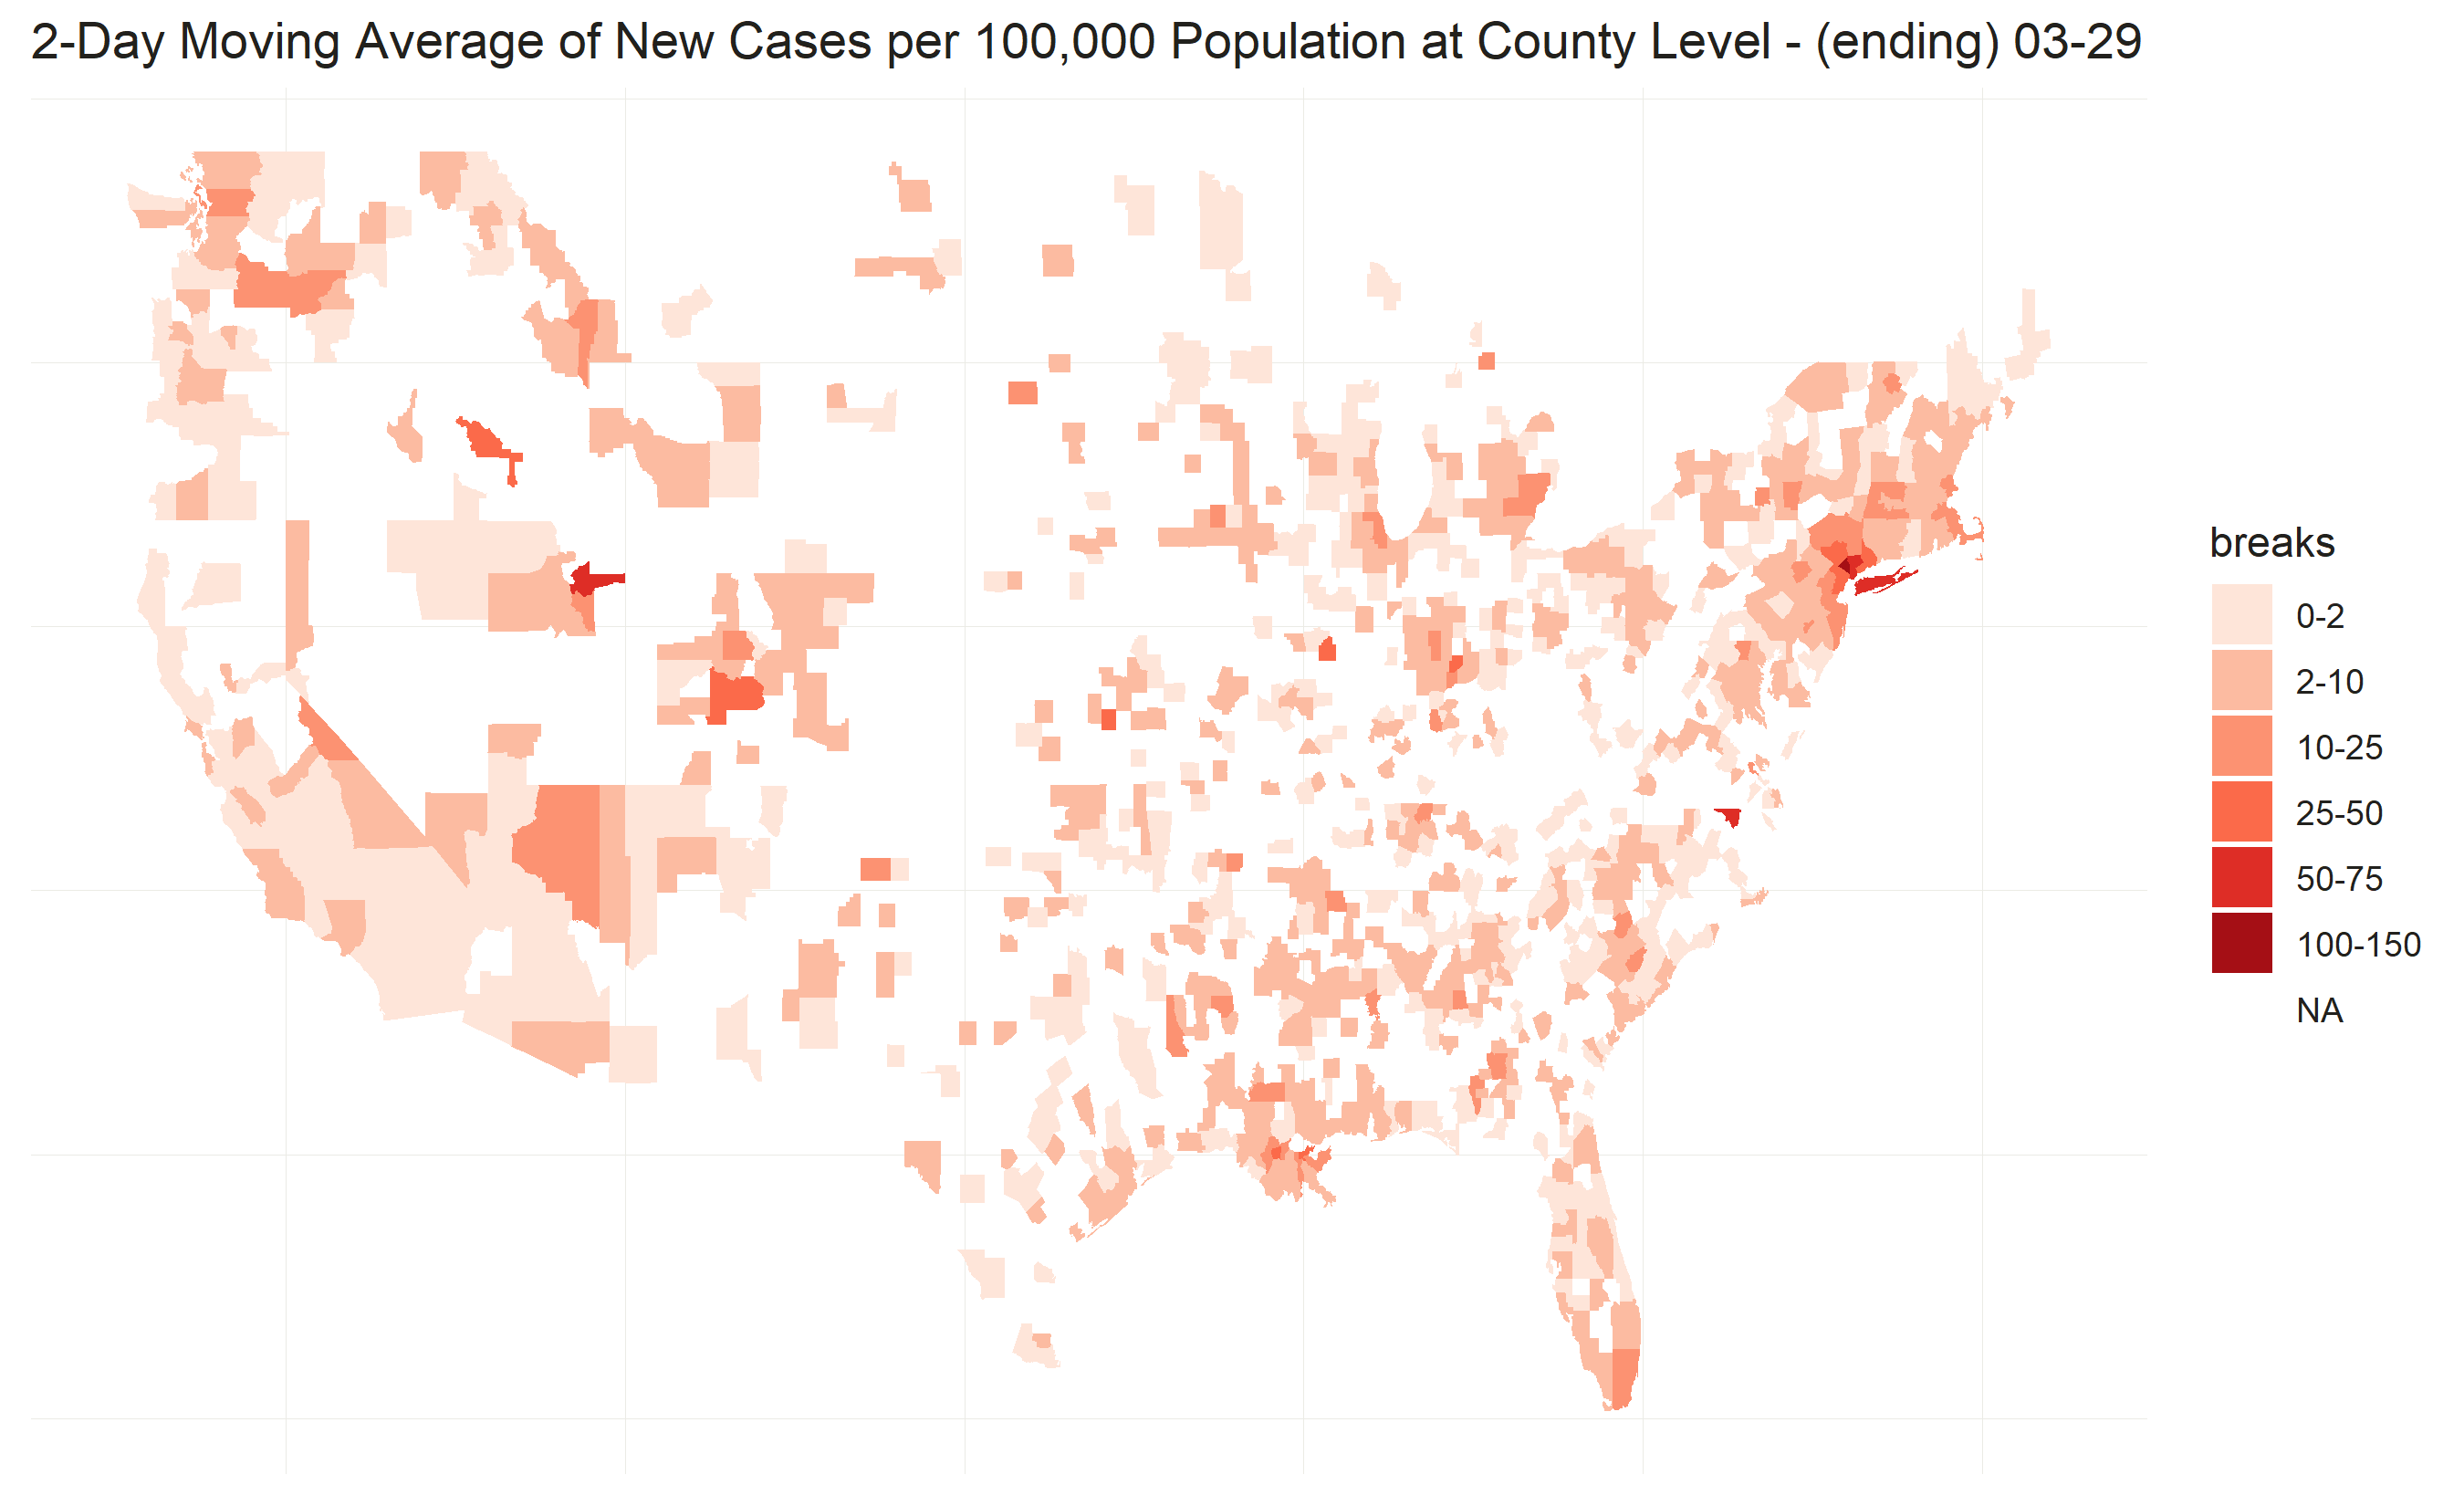 2-Day Moving Average of New Cases per 100,000 Population at County Level - (ending) 03-29
breaks
0-2
2-10
10-25
25-50
50-75
100-150
NA